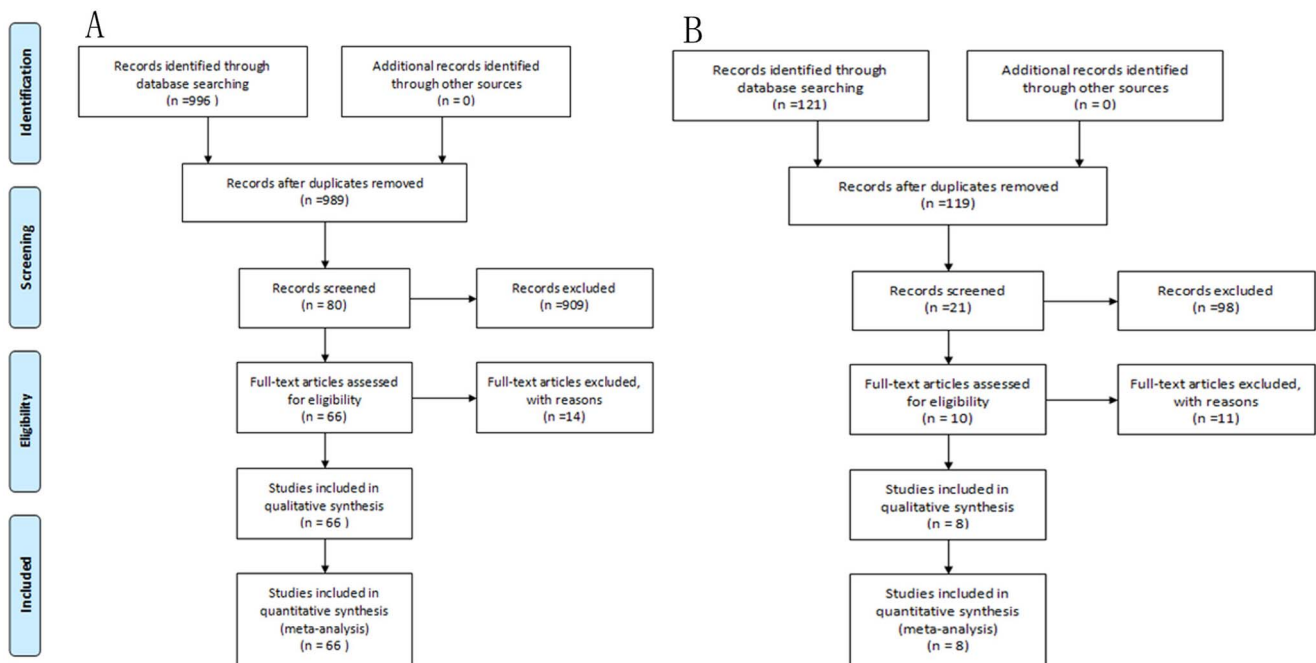 A
Records identified through
database searching
(n =996 )
Additional records identified
through other sources
(n = 0)
Records after duplicates removed
(n =989)
Records screened
(n = 80)
Records excluded
(n =909)
Full-text articles assessed
for eligibility
(n = 66)
Full-text articles excluded,
with reasons
(n =14)
Studies included in
qualitative synthesis
(n = 66 )
Studies included in
quantitative synthesis
(meta-analysis)
(n = 66 )
B
Records identified through
database searching
(n =121)
Additional records identified
through other sources
(n = 0)
Records after duplicates removed
(n =119)
Records screened
(n =21)
Records excluded
(n =98)
Full-text articles assessed
for eligibility
(n = 10)
Full-text articles excluded,
with reasons
(n =11)
Studies included in
qualitative synthesis
(n = 8)
Studies included in
quantitative synthesis
(meta-analysis)
(n = 8)
Identification
Screening
Eligibility
Included